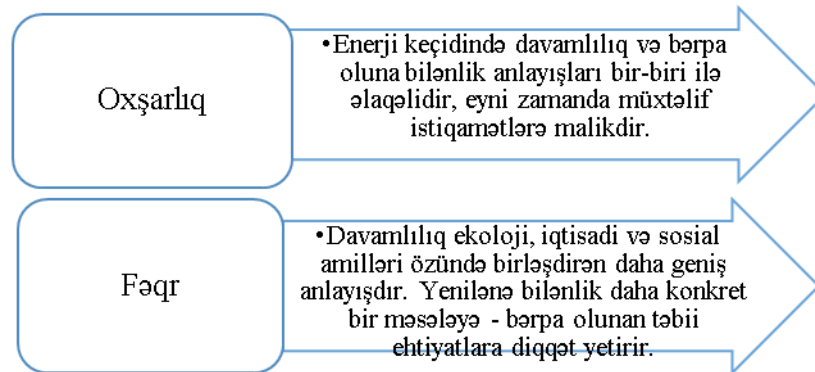 Oxşarlıq
•Enerji keçidində davamlılıq və bərpa
oluna bilənlik anlayışları bir-biri ilə
əlaqəlidir, eyni zamanda müxtəlif
istiqamətlərə malikdir.
Fəqr
•Davamlılıq ekoloji, iqtisadi və sosial
amilləri özündə birləşdirən daha geniş
anlayışdır. Yenilənə bilənlik daha konkret
bir məsələyə - bərpa olunan təbii
ehtiyatlara diqqət yetirir.